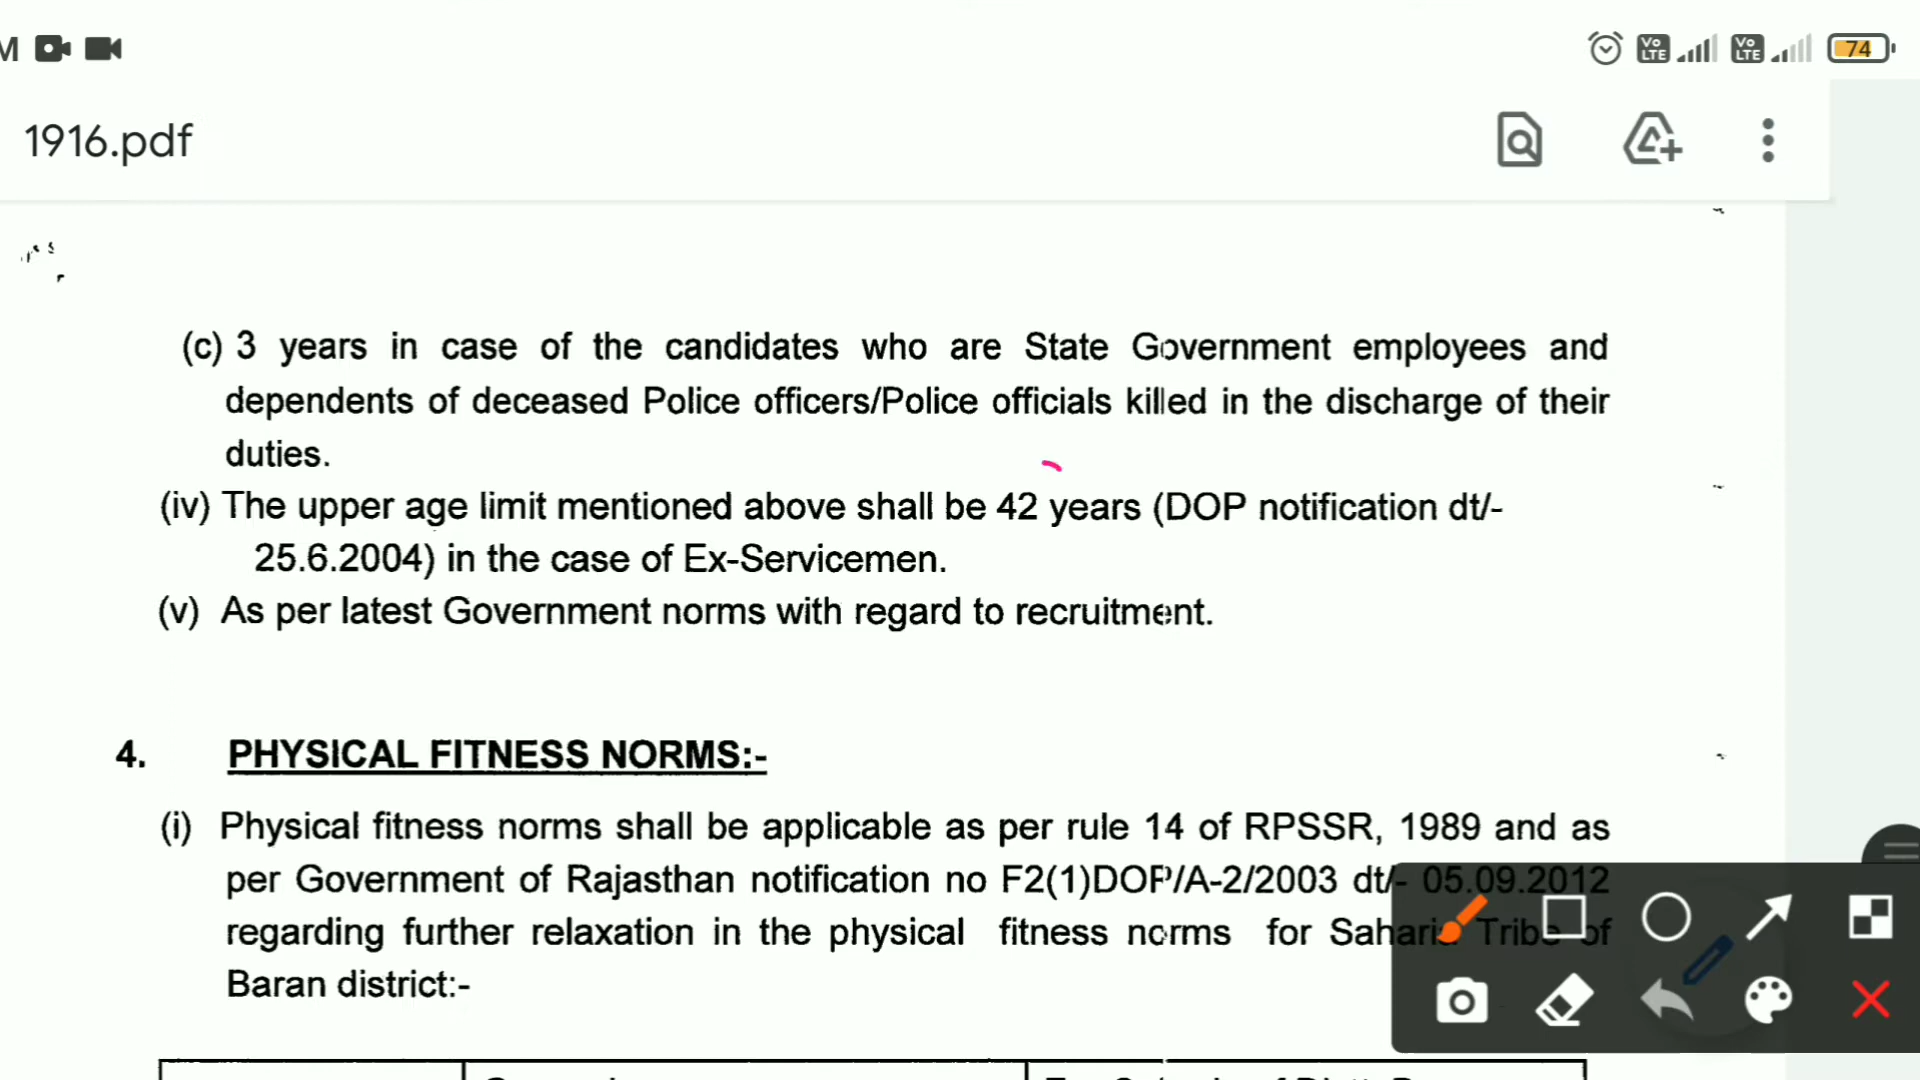 M
Vo LTE
Vo LTE
74
1916.pdf
(c) 3 years in case of the candidates who are State Government employees and
dependents of deceased Police officers/Police officials killed in the discharge of their
duties.
(iv) The upper age limit mentioned above shall be 42 years (DOP notification dt/-
25.6.2004) in the case of Ex-Servicemen.
(v) As per latest Government norms with regard to recruitment.
4. PHYSICAL FITNESS NORMS:-
(i) Physical fitness norms shall be applicable as per rule 14 of RPSSR, 1989 and as
per Government of Rajasthan notification no F2(1)DOP/A-2/2003 dt/- 05.09.2012
regarding further relaxation in the physical fitness norms for Saharia Tribe of
Baran district:-